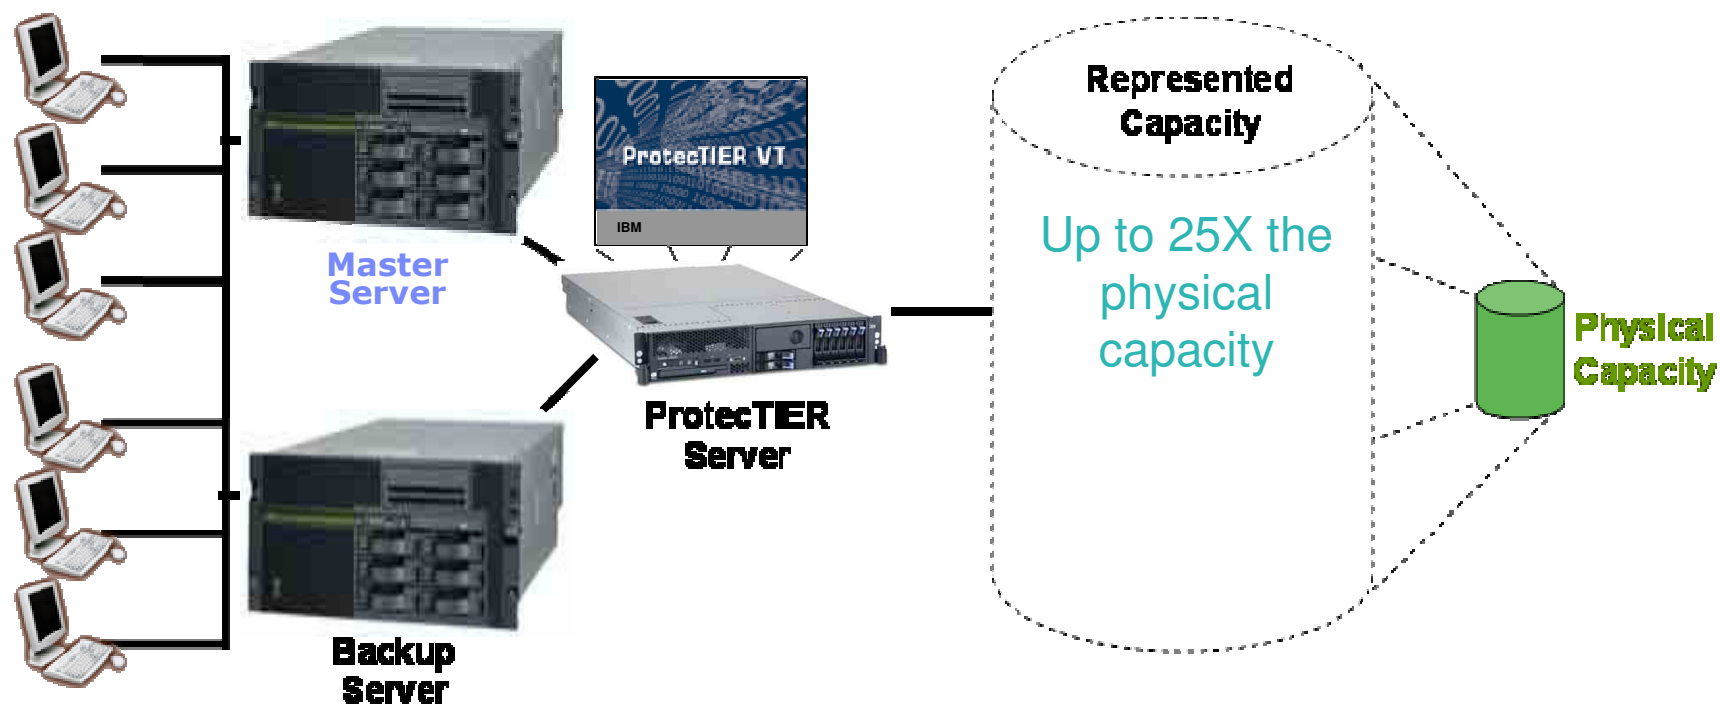 Master
Server
Backup
Server
ProtecTIER VT
IBM
ProtecTIER
Server
Represented
Capacity
Up to 25X the
physical
capacity
Physical
Capacity